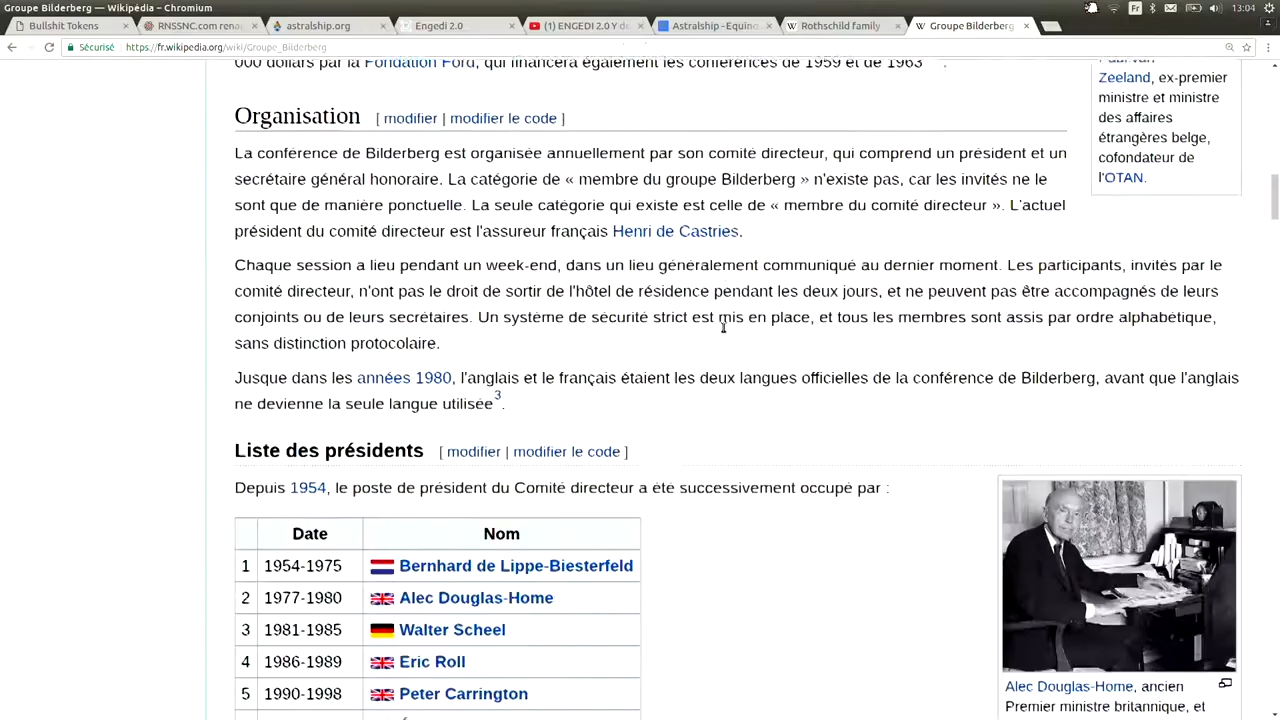 Groupe Bilderberg — Wikipédia - Chromium
Fr
13:04
Bullshit Tokens
RNSSNC.com rena
astralship.org
Engedi 2.0
(1) ENGEDI 2.0 Y d
Astralship - Equino
Rothschild family
Groupe Bilderberg
Sécurisé
https://fr.wikipedia.org/wiki/Groupe_Bilderberg
000 dollars par la Fondation Ford, qui financera également les conférences de 1959 et de 1963
Zeeland, ex-premier
ministre et ministre
des affaires
étrangères belge,
cofondateur de
l'OTAN.
Organisation [ modifier | modifier le code ]
La conférence de Bilderberg est organisée annuellement par son comité directeur, qui comprend un président et un
secrétaire général honoraire. La catégorie de « membre du groupe Bilderberg » n'existe pas, car les invités ne le
sont que de manière ponctuelle. La seule catégorie qui existe est celle de « membre du comité directeur ». L'actuel
président du comité directeur est l'assureur français Henri de Castries.
Chaque session a lieu pendant un week-end, dans un lieu généralement communiqué au dernier moment. Les participants, invités par le
comité directeur, n'ont pas le droit de sortir de l'hôtel de résidence pendant les deux jours, et ne peuvent pas être accompagnés de leurs
conjoints ou de leurs secrétaires. Un système de sécurité strict est mis en place, et tous les membres sont assis par ordre alphabétique,
sans distinction protocolaire.
Jusque dans les années 1980, l'anglais et le français étaient les deux langues officielles de la conférence de Bilderberg, avant que l'anglais
ne devienne la seule langue utilisée3.
Liste des présidents [ modifier | modifier le code ]
Depuis 1954, le poste de président du Comité directeur a été successivement occupé par :
Date Nom
1 1954-1975 Bernhard de Lippe-Biesterfeld
2 1977-1980 Alec Douglas-Home
3 1981-1985 Walter Scheel
4 1986-1989 Eric Roll
5 1990-1998 Peter Carrington
Alec Douglas-Home, ancien
Premier ministre britannique, et